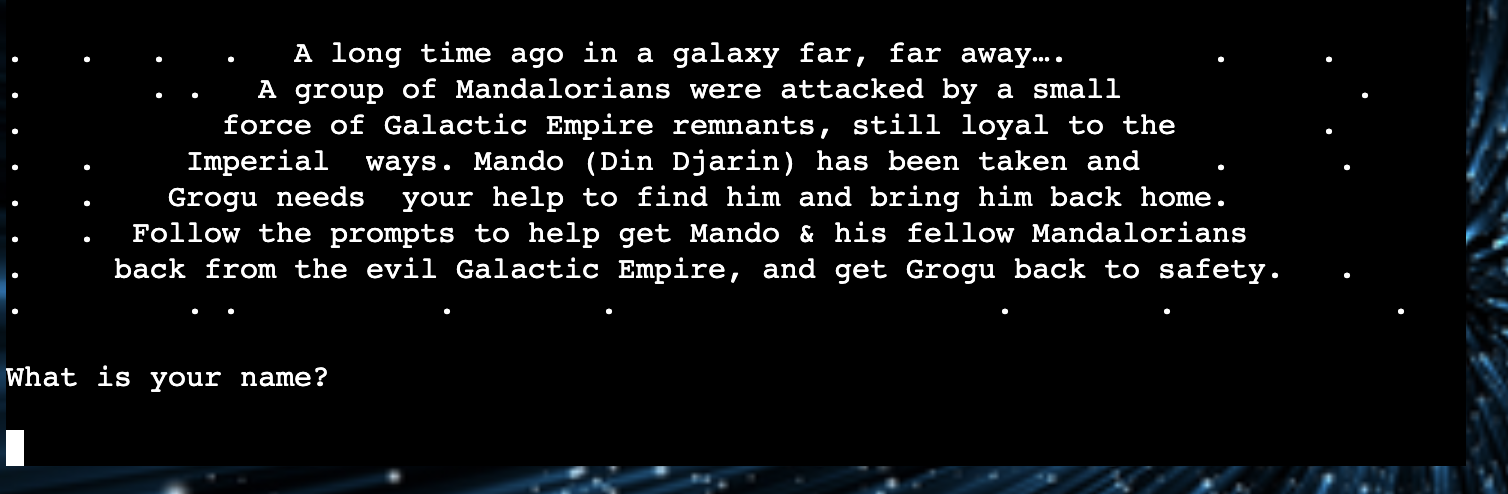 . . . . A long time ago in a galaxy far, far away…. . .
. . . A group of Mandalorians were attacked by a small .
. force of Galactic Empire remnants, still loyal to the .
. . Imperial  ways. Mando (Din Djarin) has been taken and . .
. . Grogu needs  your help to find him and bring him back home.
. . Follow the prompts to help get Mando & his fellow Mandalorians
. back from the evil Galactic Empire, and get Grogu back to safety. .
. . . . . . . .
What is your name?